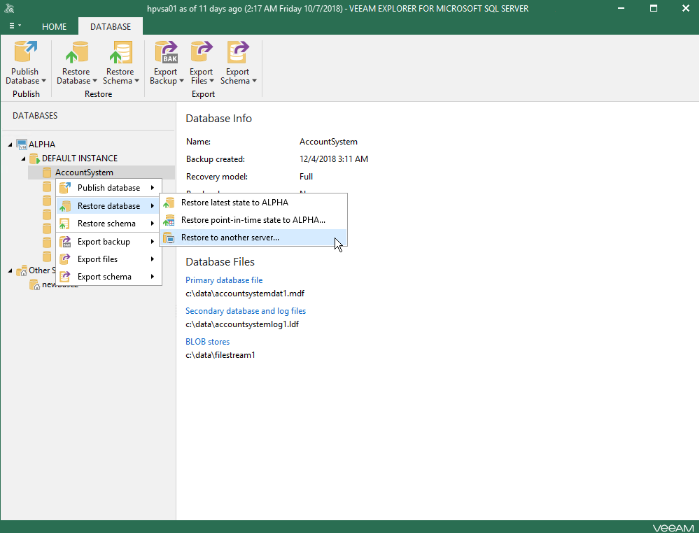 hpvsa01 as of 11 days ago (2:17 AM Friday 10/7/2018) - VEEAM EXPLORER FOR MICROSOFT SQL SERVER
HOME DATABASE
Publish Database
Restore Database
Restore Schema
Export Backup
BAK
Export Files
Export Schema
Publish Restore Export
DATABASES
ALPHA
DEFAULT INSTANCE
AccountSystem
Publish database
Restore database
Restore schema
Export backup
Export files
Export schema
Restore latest state to ALPHA
Restore point-in-time state to ALPHA...
Restore to another server...
Other S
Database Info
Name: AccountSystem
Backup created: 12/4/2018 3:11 AM
Recovery model: Full
Database Files
Primary database file
c:\data\accountsystemdat1.mdf
Secondary database and log files
c:\data\accountsystemlog1.ldf
BLOB stores
c:\data\filestream1
VEEAM